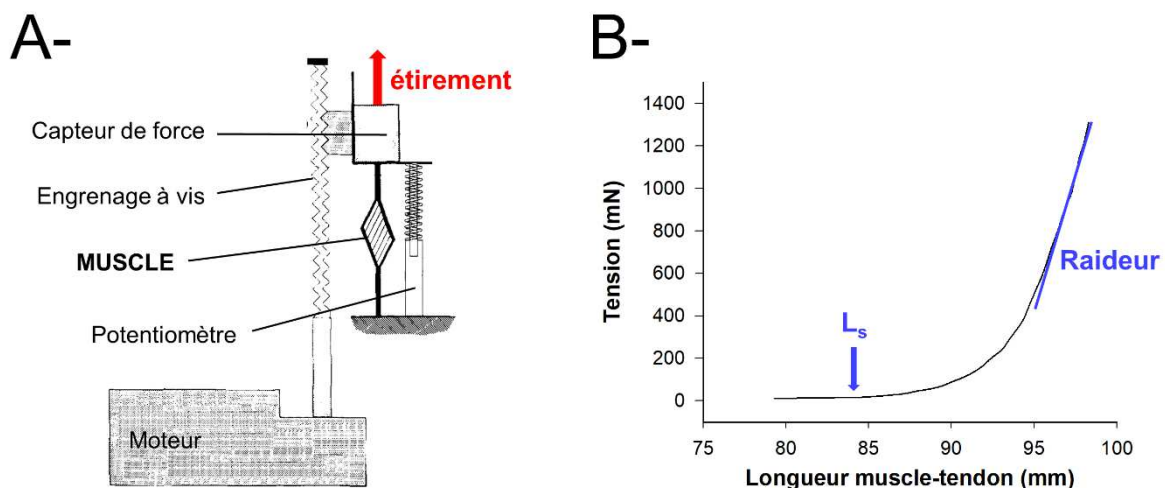 A-
étirement
Capteur de force
Engrenage à vis
MUSCLE
Potentiomètre
Moteur
B-
Tension (mN)
1400
1200
1000
800
600
400
200
0
Raideur
Ls
75
80
85
90
95
100
Longueur muscle-tendon (mm)